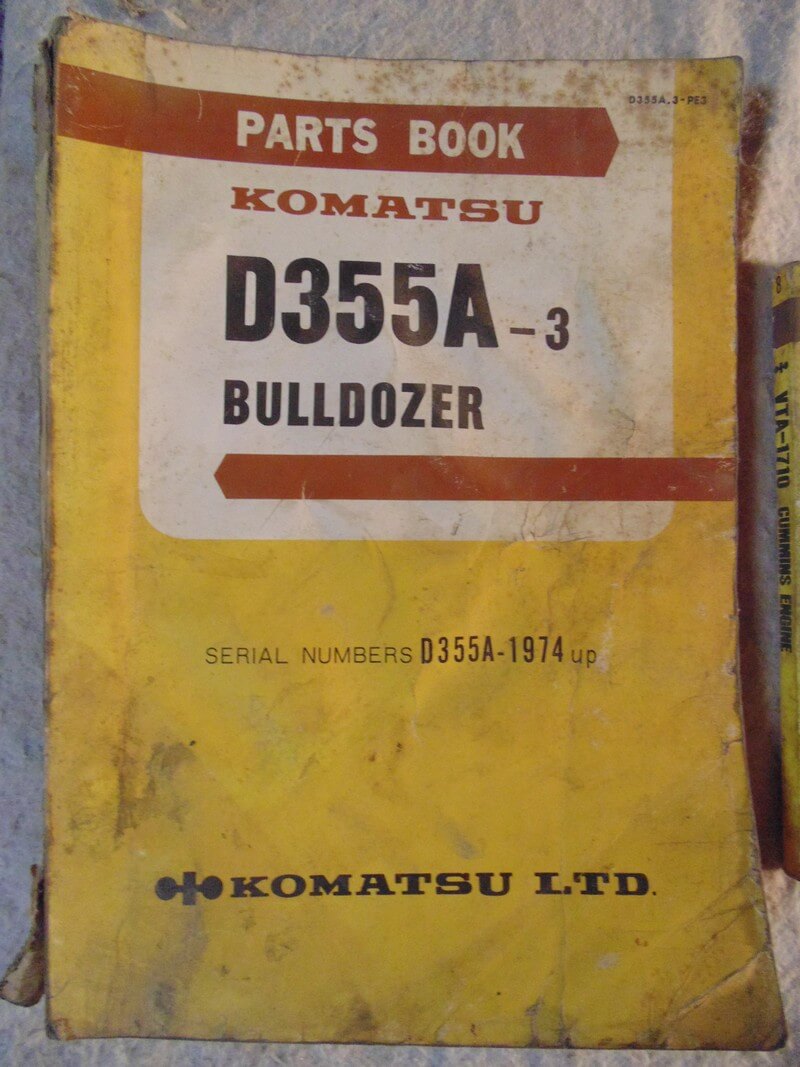 D355A.3-PE3
PARTS BOOK
KOMATSU
D355A-3
BULLDOZER
SERIAL NUMBERS D355A-1974 up
KOMATSU LTD.
8
VTA-1710 CUMMINS ENGINE